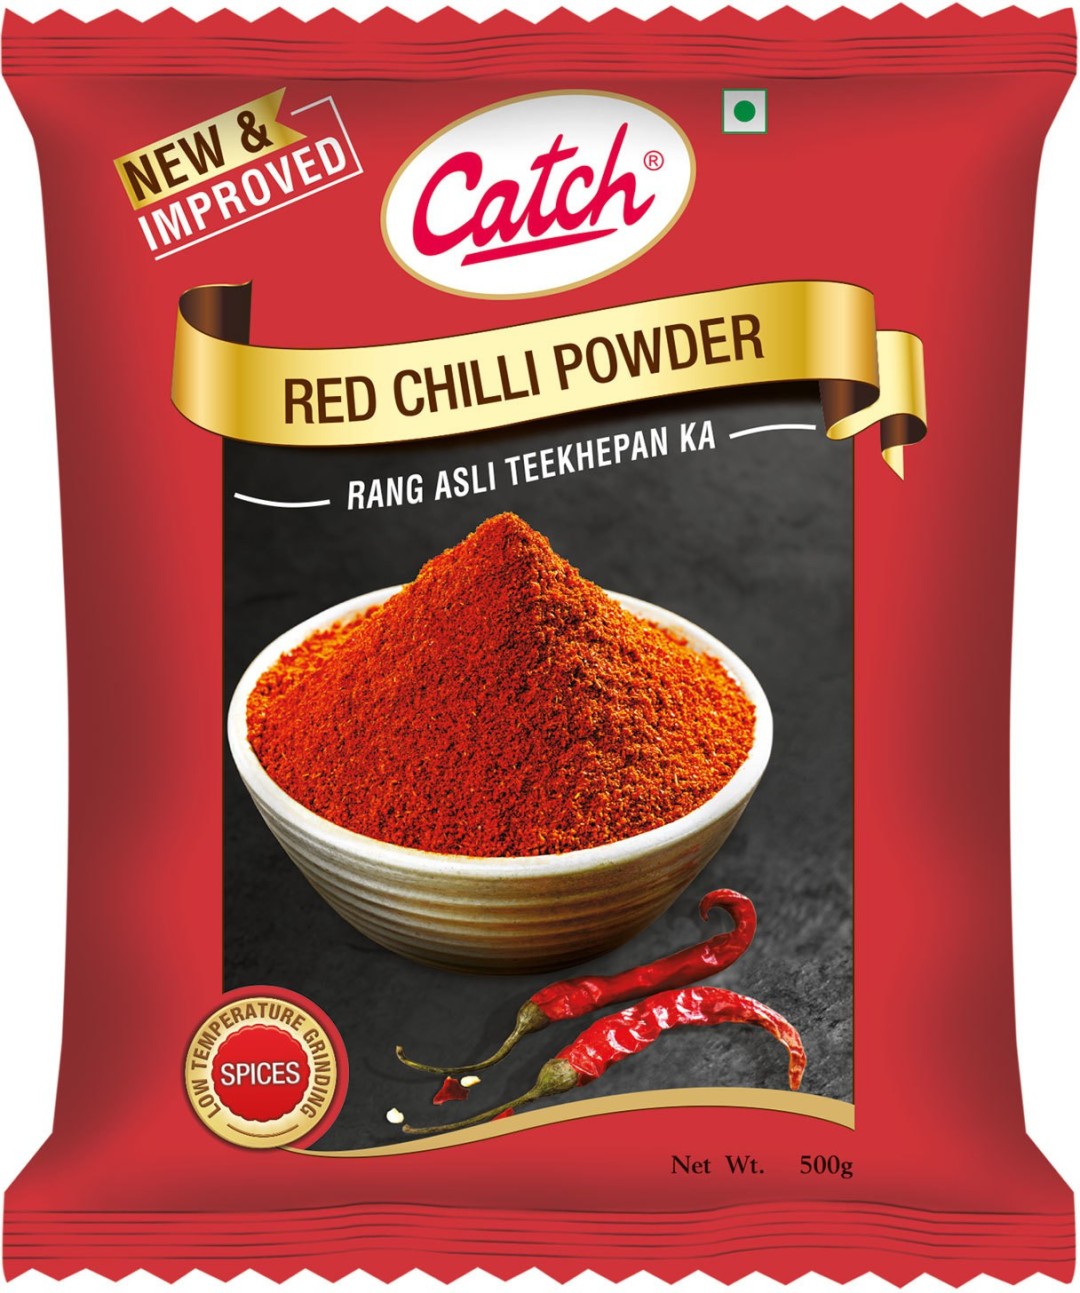 NEW &
IMPROVED
Catch®
RED CHILLI POWDER
RANG ASLI TEEKHEPAN KA
LOW TEMPERATURE GRINDING
SPICES
Net Wt. 500g